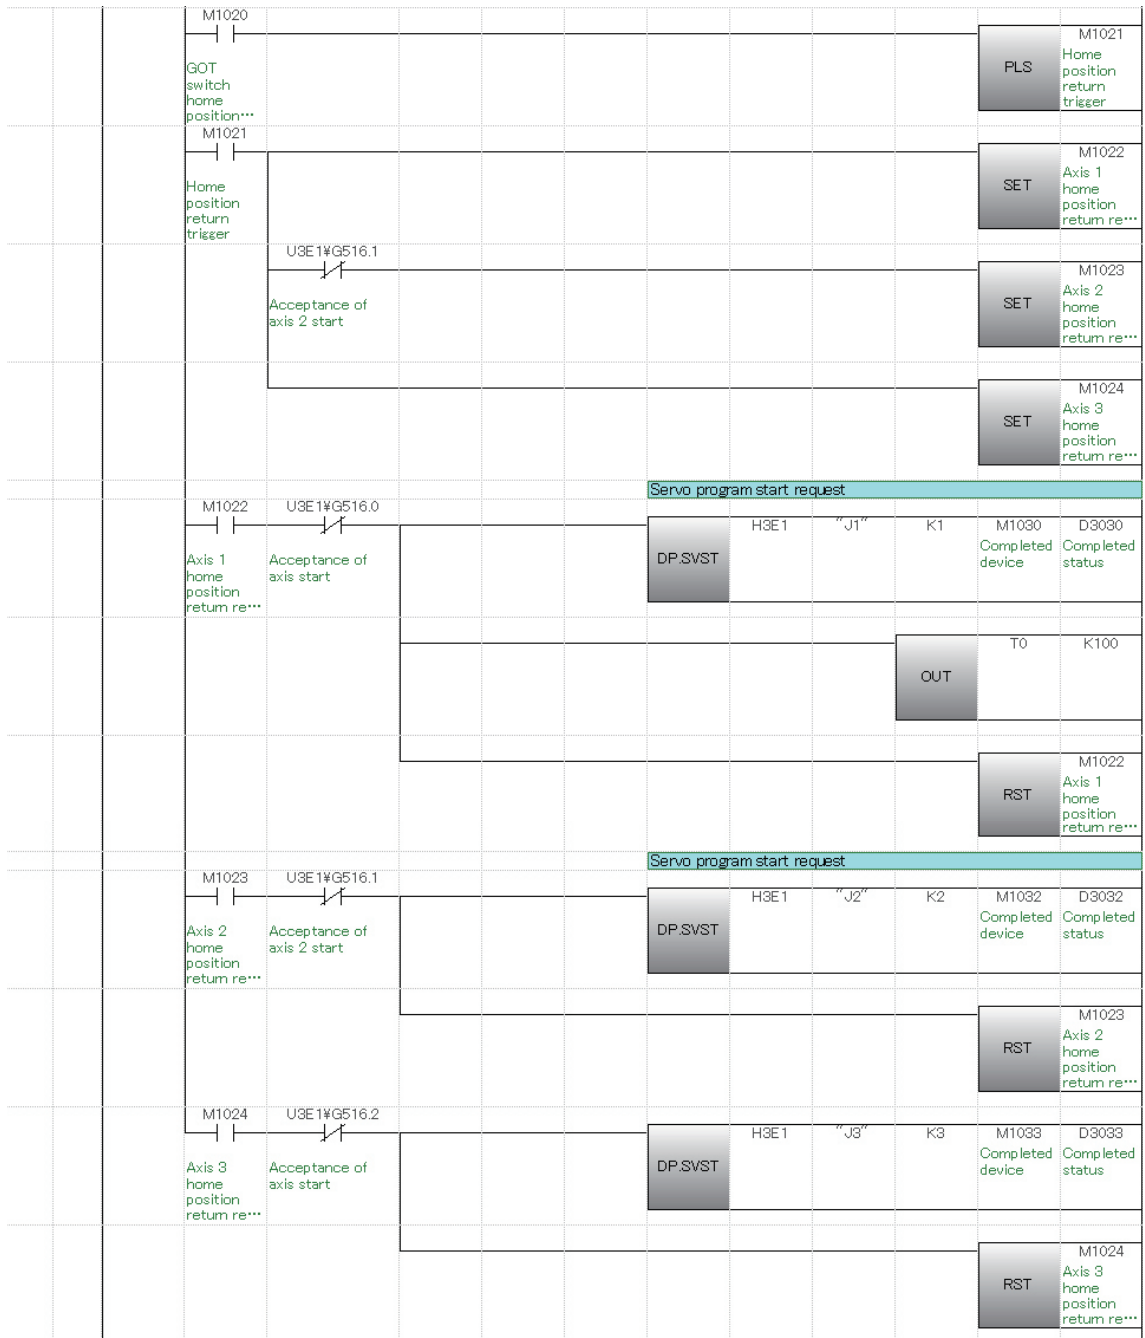 M1020
M1021
PLS
Home
position
return
trigger
GOT
switch
home
position…
M1021
M1022
SET
Axis 1
home
position
return re…
Home
position
return
trigger
U3E1¥G516.1
M1023
SET
Axis 2
home
position
return re…
Acceptance of
axis 2 start
M1024
SET
Axis 3
home
position
return re…
Servo program start request
M1022 U3E1¥G516.0
DP.SVST H3E1 "J1" K1 M1030 D3030
Completed Completed
device status
Axis 1
home
position
return re…
Acceptance of
axis start
OUT T0 K100
M1022
RST
Axis 1
home
position
return re…
Servo program start request
M1023 U3E1¥G516.1
DP.SVST H3E1 "J2" K2 M1032 D3032
Completed Completed
device status
Axis 2
home
position
return re…
Acceptance of
axis 2 start
M1023
RST
Axis 2
home
position
return re…
M1024 U3E1¥G516.2
DP.SVST H3E1 "J3" K3 M1033 D3033
Completed Completed
device status
Axis 3
home
position
return re…
Acceptance of
axis start
M1024
RST
Axis 3
home
position
return re…